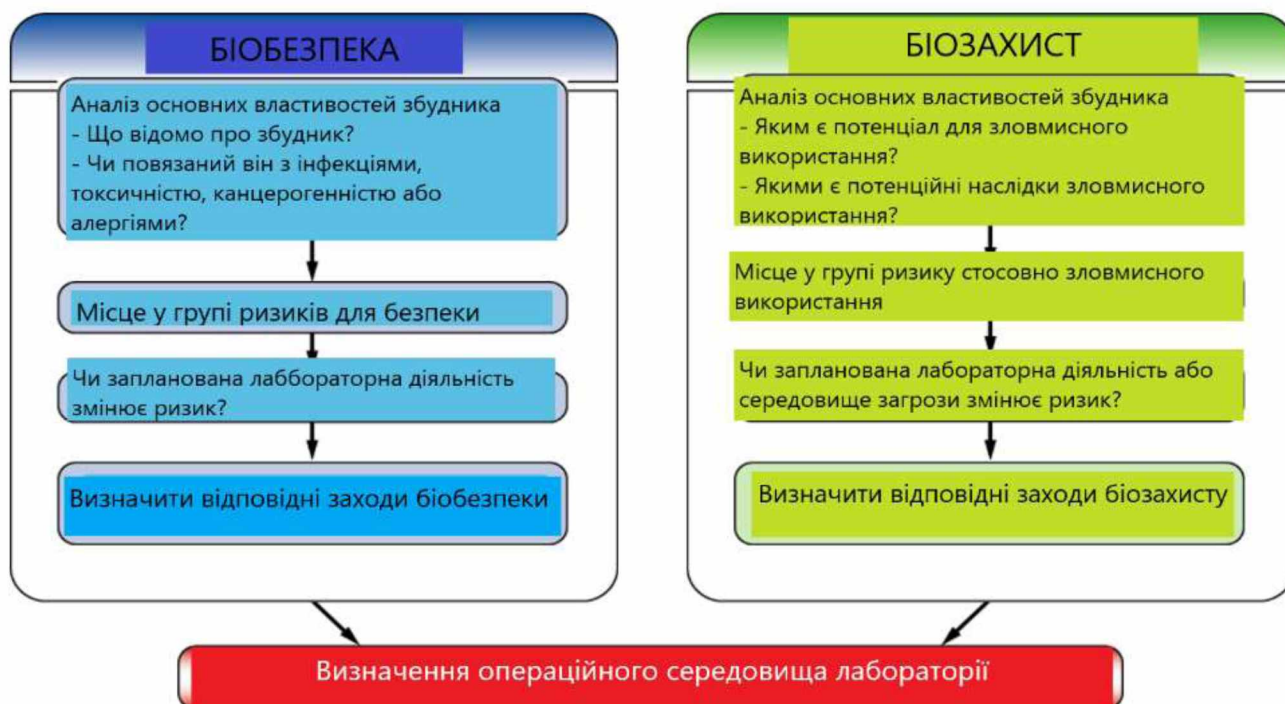 БІОБЕЗПЕКА
Аналіз основних властивостей збудника
- Що відомо про збудник?
- Чи повязаний він з інфекціями,
токсичністю, канцерогенністю або
алергіями?
Місце у групі ризиків для безпеки
Чи запланована лаббораторна діяльність
змінює ризик?
Визначити відповідні заходи біобезпеки
БІОЗАХИСТ
Аналіз основних властивостей збудника
- Яким є потенціал для зловмисного
використання?
- Якими є потенційні наслідки зловмисного
використання?
Місце у групі ризику стосовно зловмисного
використання
Чи запланована лабораторна діяльність або
середовище загрози змінює ризик?
Визначити відповідні заходи біозахисту
Визначення операційного середовища лабораторії